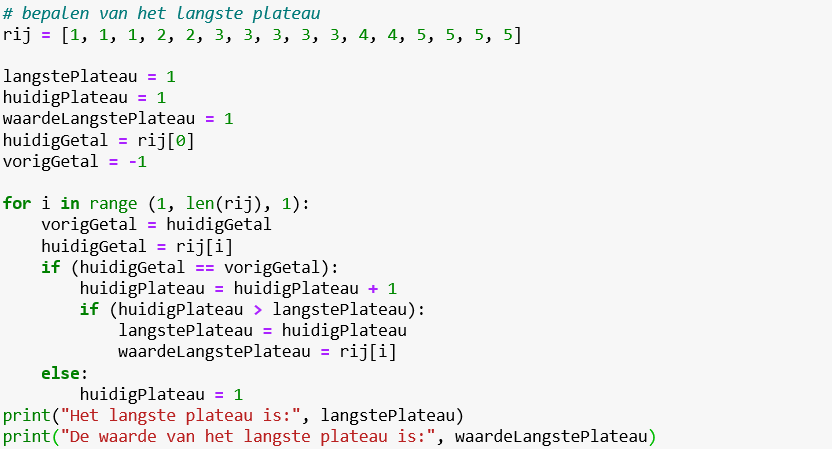 # bepalen van het langste plateau
rij = [1, 1, 1, 2, 2, 3, 3, 3, 3, 3, 4, 4, 5, 5, 5, 5]

langstePlateau = 1
huidigPlateau = 1
waardeLangstePlateau = 1
huidigGetal = rij[0]
vorigGetal = -1

for i in range (1, len(rij), 1):
    vorigGetal = huidigGetal
    huidigGetal = rij[i]
    if (huidigGetal == vorigGetal):
        huidigPlateau = huidigPlateau + 1
        if (huidigPlateau > langstePlateau):
            langstePlateau = huidigPlateau
            waardeLangstePlateau = rij[i]
    else:
        huidigPlateau = 1
print("Het langste plateau is:", langstePlateau)
print("De waarde van het langste plateau is:", waardeLangstePlateau)